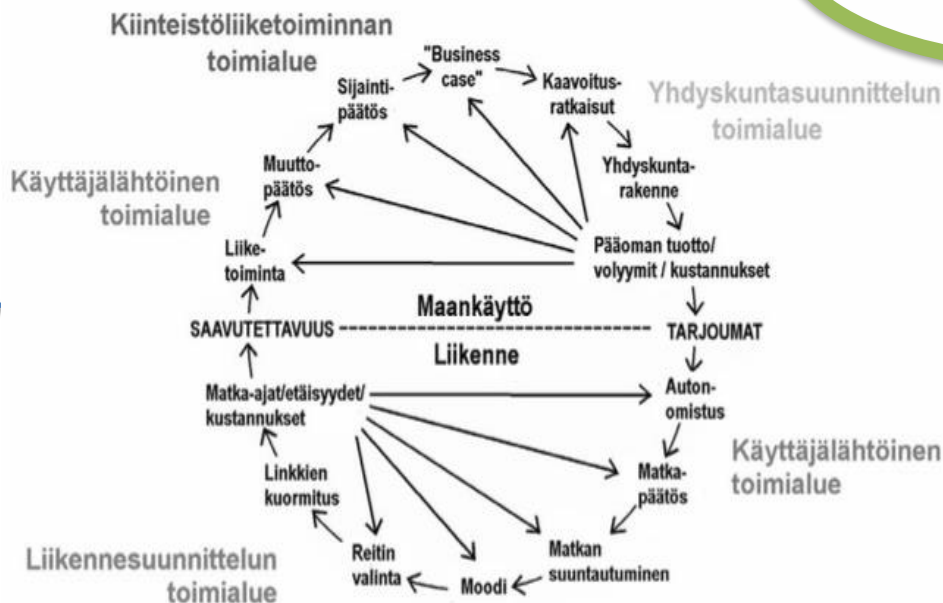 Kiinteistöliiketoiminnan
toimialue
"Business
case"
Sijainti-
päätös
Kaavoitus-
ratkaisut
Yhdyskuntasuunnittelun
toimialue
Muutto-
päätös
Yhdyskunta-
rakenne
Käyttäjälähtöinen
toimialue
Liike-
toiminta
Pääoman tuotto/
volyymit / kustannukset
Maankäyttö
SAAVUTETTAVUUS
TARJOUMAT
Liikenne
Matka-ajat/etäisyydet/
kustannukset
Auton-
omistus
Käyttäjälähtöinen
toimialue
Linkkien
kuormitus
Matka-
päätös
Liikennesuunnittelun
toimialue
Reitin
valinta
Moodi
Matkan
suuntautuminen